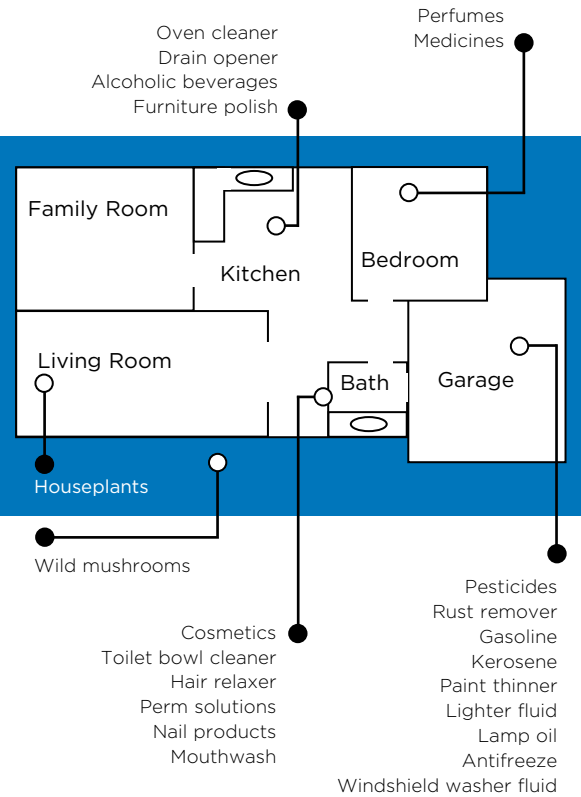 Perfumes
Medicines
Oven cleaner
Drain opener
Alcoholic beverages
Furniture polish
Family Room
Kitchen
Bedroom
Living Room
Bath
Garage
Houseplants
Wild mushrooms
Cosmetics
Toilet bowl cleaner
Hair relaxer
Perm solutions
Nail products
Mouthwash
Pesticides
Rust remover
Gasoline
Kerosene
Paint thinner
Lighter fluid
Lamp oil
Antifreeze
Windshield washer fluid